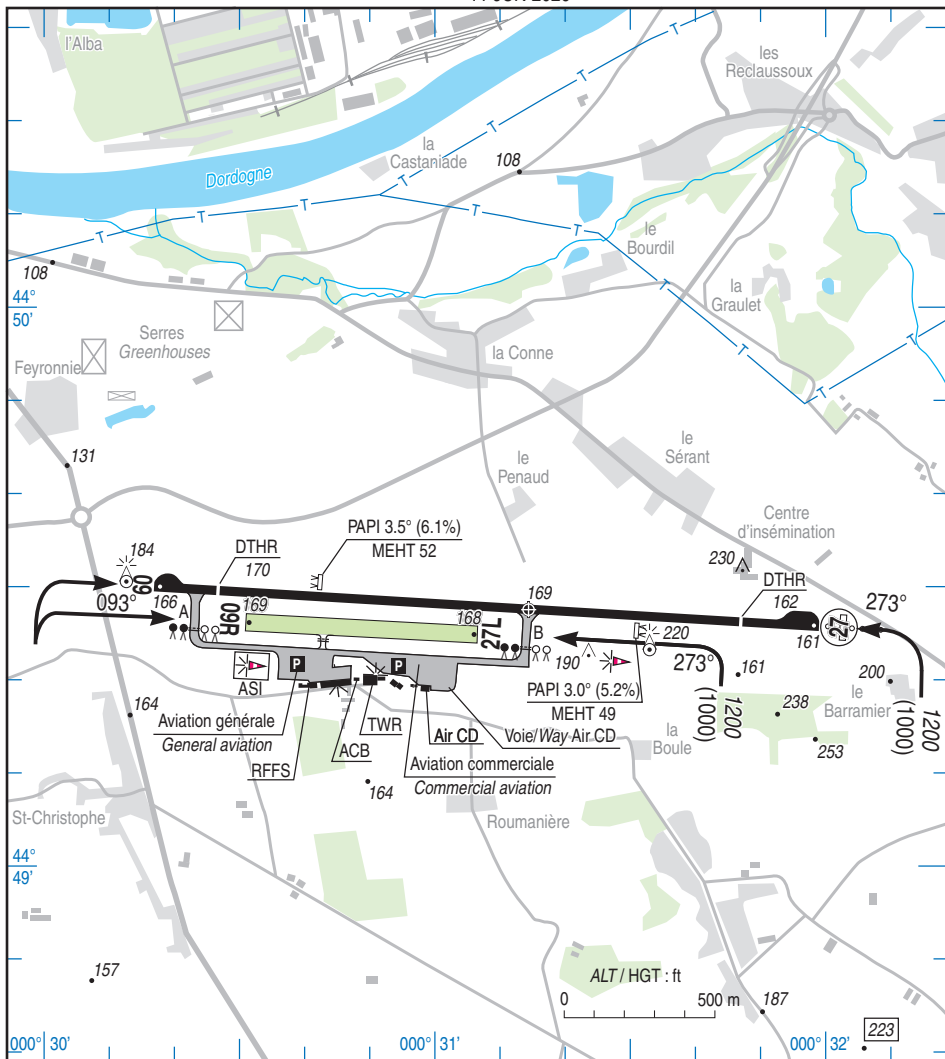 l'Alba
les
Reclaussoux
la
Castaniade
108
Dordogne
T
T
T
T
T
T
T
T
T
T
T
T
le
Bourdil
108
la
Graulet
44°
50'
Serres
Greenhouses
la Conne
Feyronnie
le
Sérant
131
le
Penaud
Centre
d'insémination
PAPI 3.5° (6.1%)
MEHT 52
184
DTHR
170
230
DTHR
162
09
093°
166
A
09R
169
168
27L
169
B
161
27
273°
190
220
273°
PAPI 3.0° (5.2%)
MEHT 49
161
200
le
Barramier
1200
(1000)
1200
(1000)
ASI
P
P
164
Aviation générale
General aviation
TWR
Air CD
Voie/Way Air CD
238
253
la
Boule
RFFS
ACB
Aviation commerciale
Commercial aviation
164
St-Christophe
Roumanière
44°
49'
157
ALT / HGT : ft
0
500 m
187
223
000° 30'
000° 31'
000° 32'